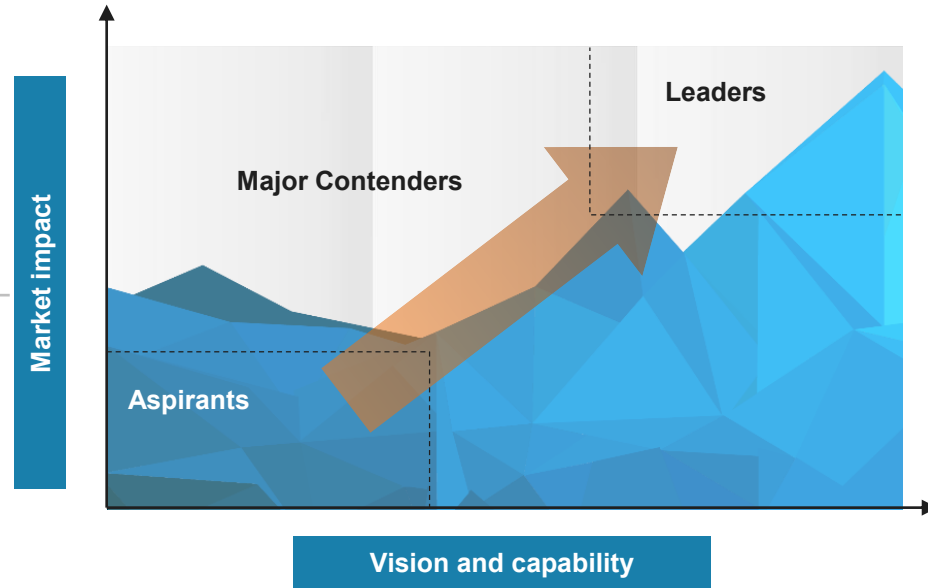 Leaders
Major Contenders
Market impact
Aspirants
Vision and capability